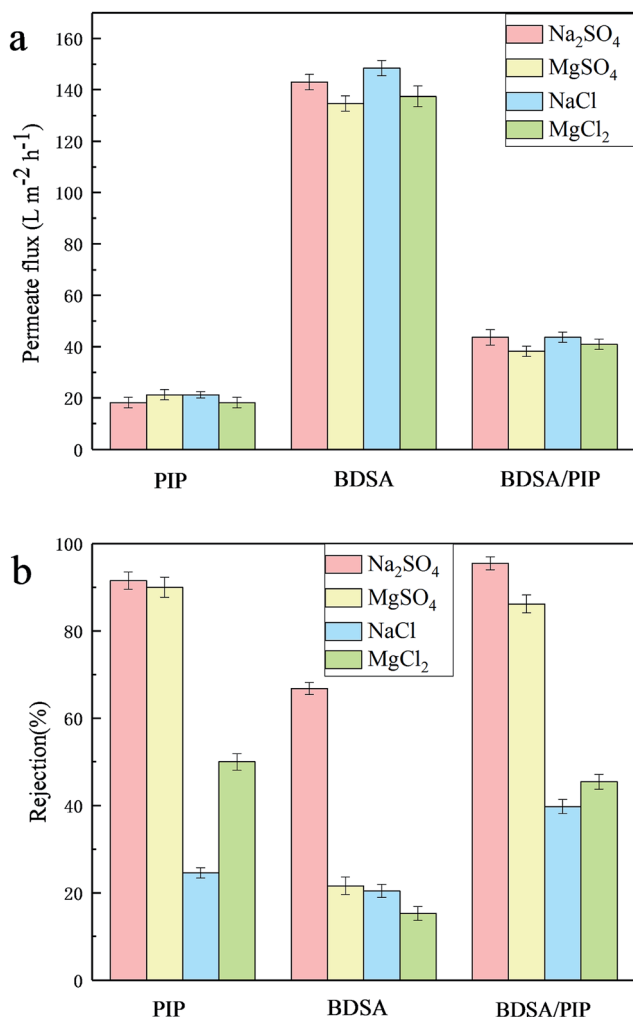 a
Permeate flux (L m⁻² h⁻¹)
160
140
120
100
80
60
40
20
0
Na₂SO₄
MgSO₄
NaCl
MgCl₂
PIP
BDSA
BDSA/PIP
b
Rejection(%)
100
80
60
40
20
0
Na₂SO₄
MgSO₄
NaCl
MgCl₂
PIP
BDSA
BDSA/PIP